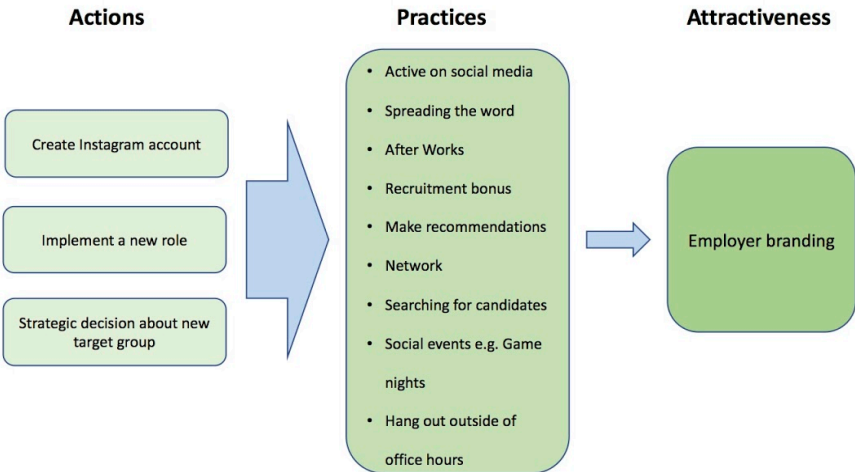 Actions
Practices
Attractiveness
Create Instagram account
Implement a new role
Strategic decision about new
target group
• Active on social media
• Spreading the word
• After Works
• Recruitment bonus
• Make recommendations
• Network
• Searching for candidates
• Social events e.g. Game
nights
• Hang out outside of
office hours
Employer branding